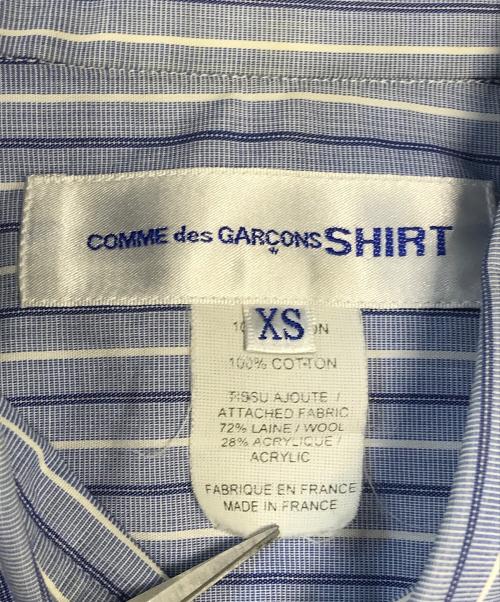 COMME des GARÇONS SHIRT
XS
100% COTTON
TISSU AJOUTE /
ATTACHED FABRIC
72% LAINE / WOOL
28% ACRYLIQUE /
ACRYLIC
FABRIQUE EN FRANCE
MADE IN FRANCE